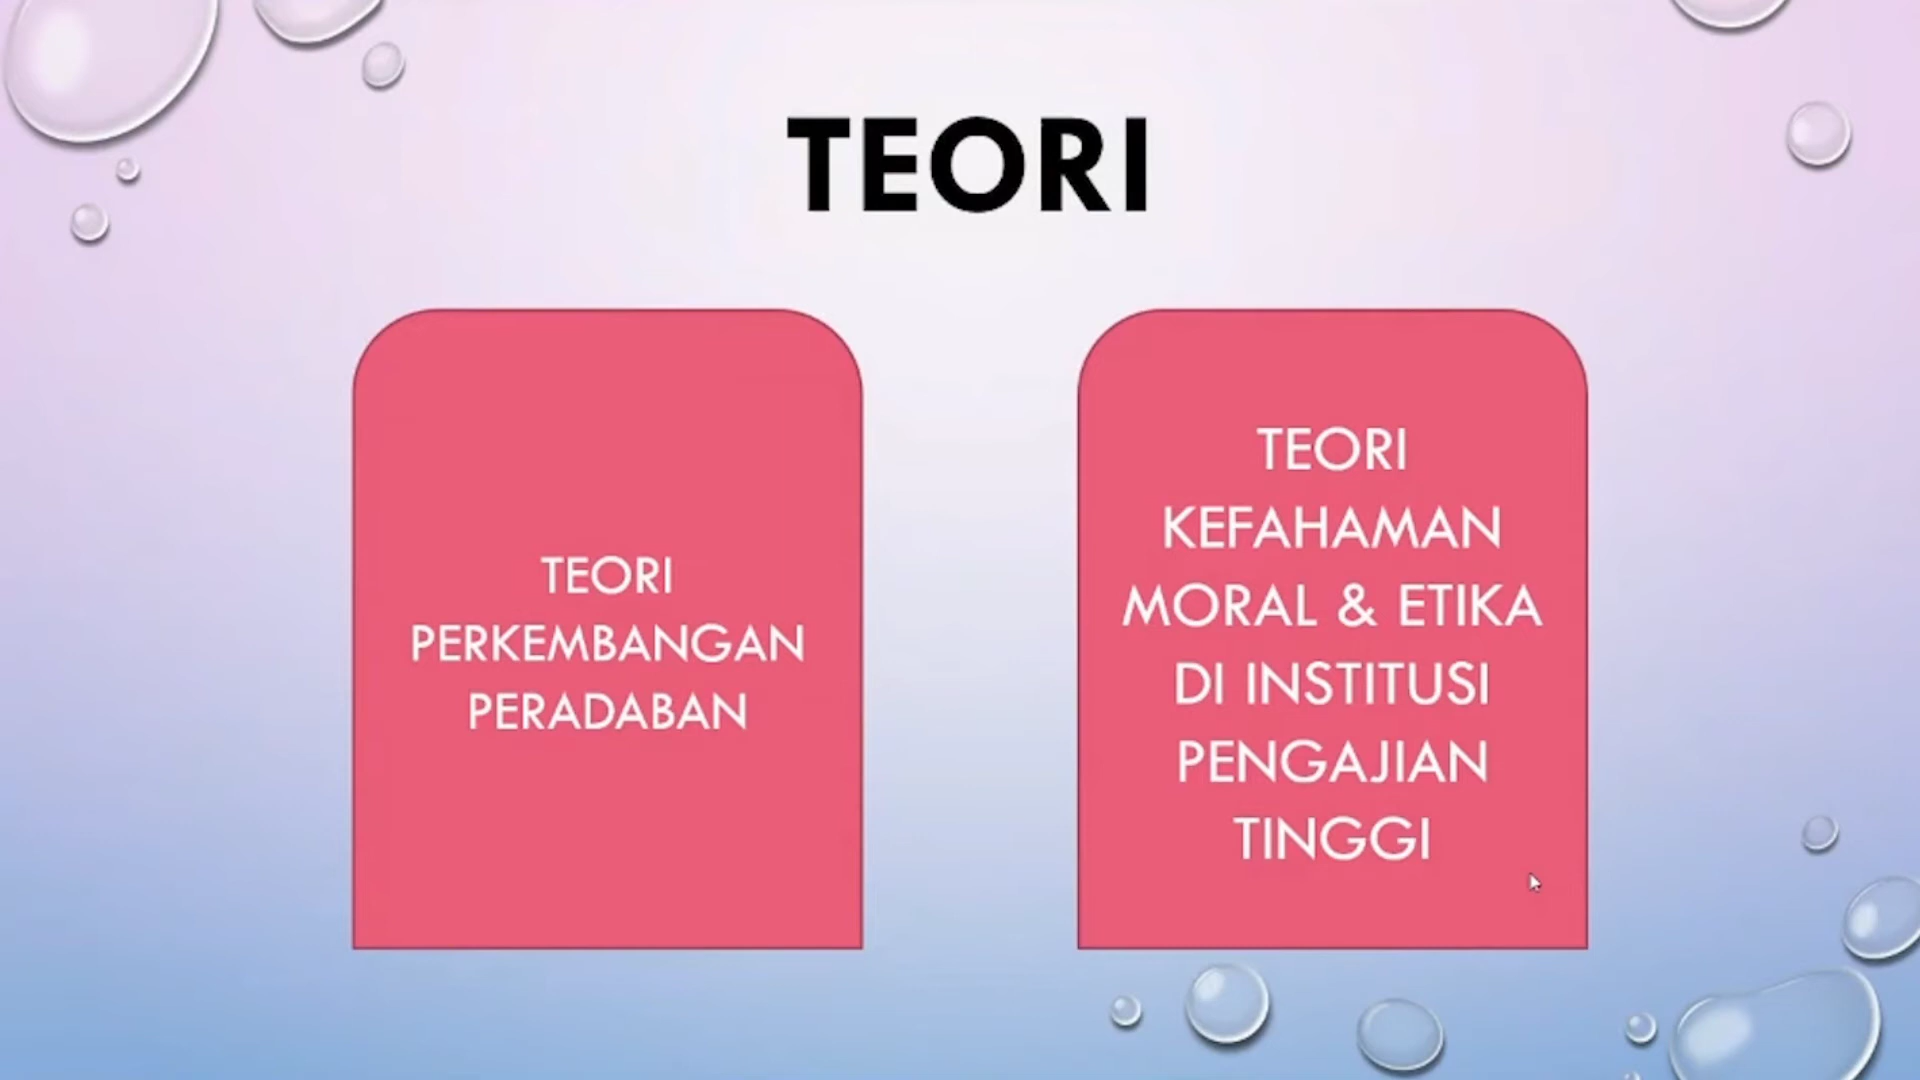 TEORI
TEORI
PERKEMBANGAN
PERADABAN
TEORI
KEFAHAMAN
MORAL & ETIKA
DI INSTITUSI
PENGAJIAN
TINGGI